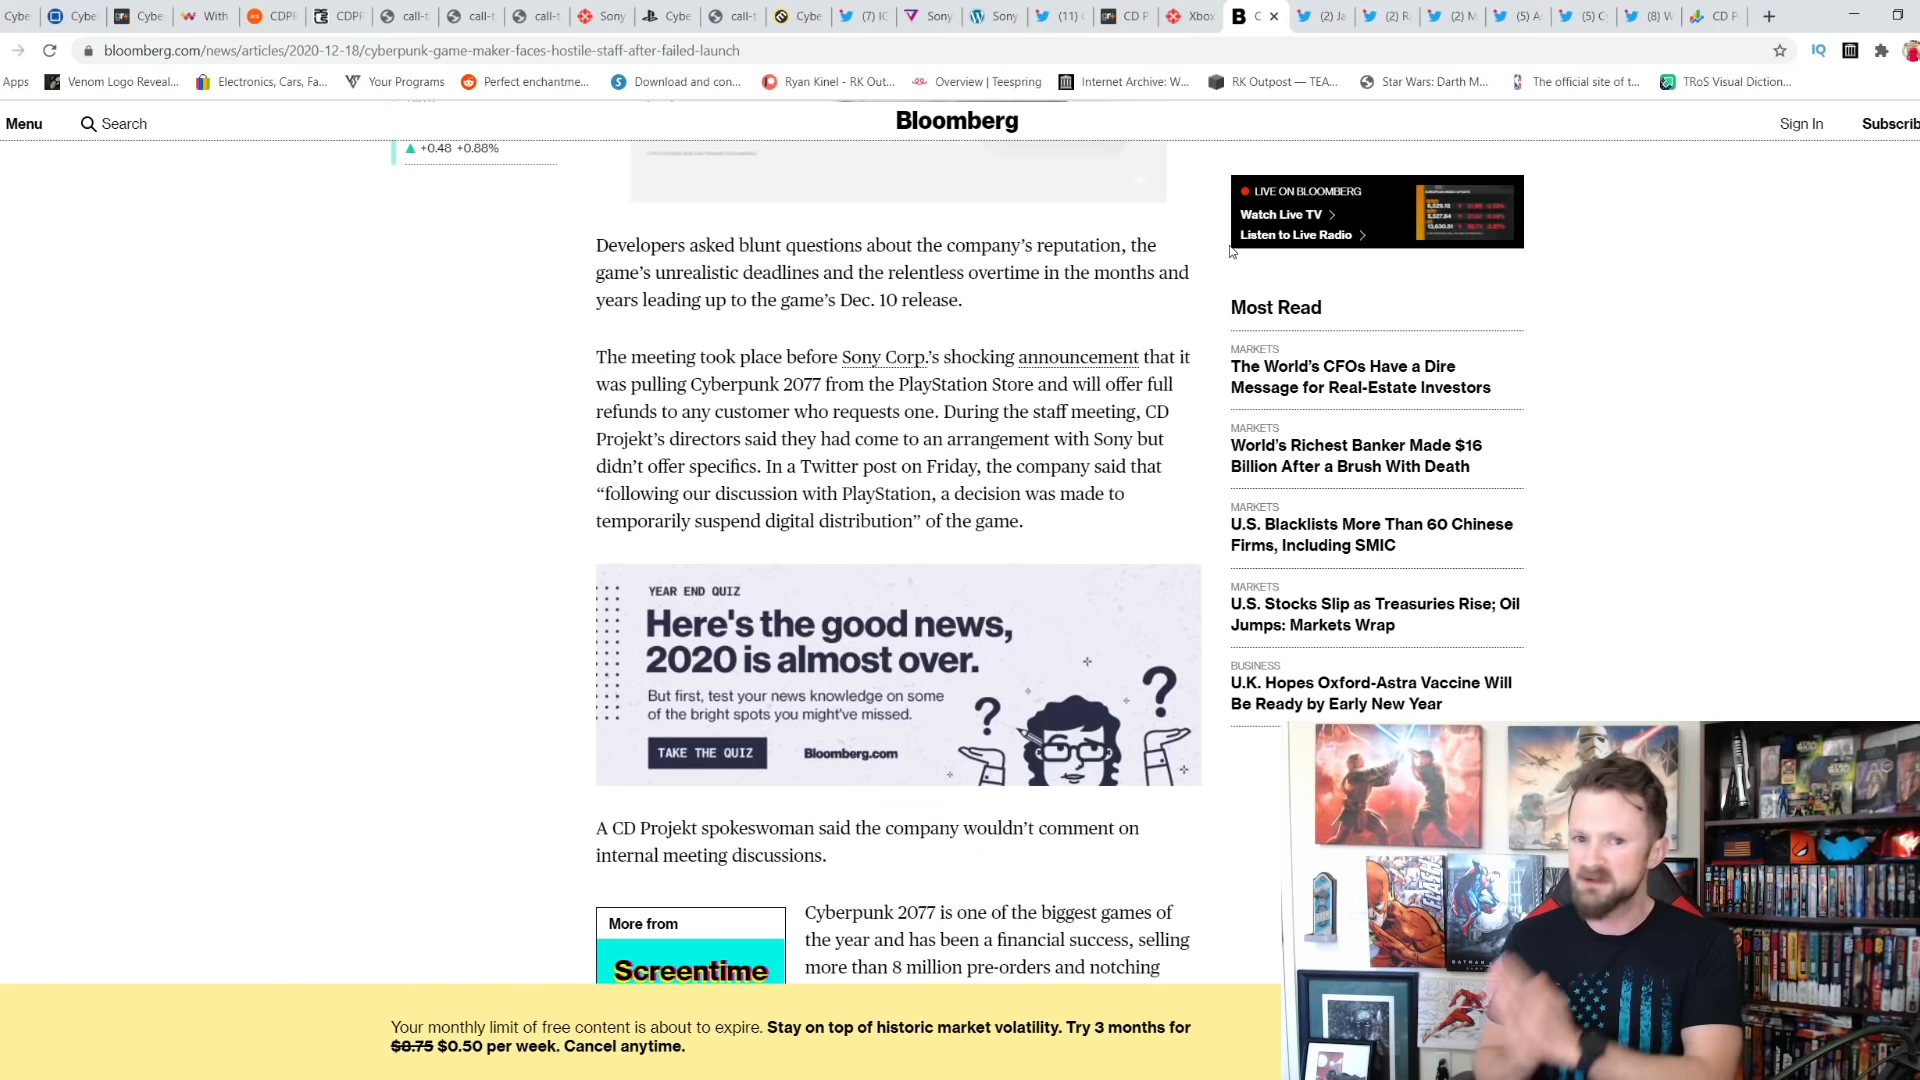 Cybe
Cybe
Cybe
With
CDPF
CDPI
call-t
call-t
call-t
Sony
Cybe
call-t
Cybe
(7) IG
Sony
Sony
(11)
CD P
Xbox
C
(2) Ja
(2) R
(2) M
(5) A
(5) C
(8) W
CD P
bloomberg.com/news/articles/2020-12-18/cyberpunk-game-maker-faces-hostile-staff-after-failed-launch
Apps
Venom Logo Reveal...
Electronics, Cars, Fa...
Your Programs
Perfect enchantme...
Download and con...
Ryan Kinel - RK Out...
Overview | Teespring
Internet Archive: W...
RK Outpost — TEA...
Star Wars: Darth M...
The official site of t...
TRoS Visual Diction...
Menu
Search
Bloomberg
Sign In
Subscrib
+0.48 +0.88%
Developers asked blunt questions about the company’s reputation, the
game’s unrealistic deadlines and the relentless overtime in the months and
years leading up to the game’s Dec. 10 release.
The meeting took place before Sony Corp.’s shocking announcement that it
was pulling Cyberpunk 2077 from the PlayStation Store and will offer full
refunds to any customer who requests one. During the staff meeting, CD
Projekt’s directors said they had come to an arrangement with Sony but
didn’t offer specifics. In a Twitter post on Friday, the company said that
“following our discussion with PlayStation, a decision was made to
temporarily suspend digital distribution” of the game.
YEAR END QUIZ
Here's the good news,
2020 is almost over.
But first, test your news knowledge on some
of the bright spots you might've missed.
TAKE THE QUIZ
Bloomberg.com
A CD Projekt spokeswoman said the company wouldn’t comment on
internal meeting discussions.
More from
Screentime
Cyberpunk 2077 is one of the biggest games of
the year and has been a financial success, selling
more than 8 million pre-orders and notching
LIVE ON BLOOMBERG
Watch Live TV
Listen to Live Radio
Most Read
MARKETS
The World’s CFOs Have a Dire
Message for Real-Estate Investors
MARKETS
World’s Richest Banker Made $16
Billion After a Brush With Death
MARKETS
U.S. Blacklists More Than 60 Chinese
Firms, Including SMIC
MARKETS
U.S. Stocks Slip as Treasuries Rise; Oil
Jumps: Markets Wrap
BUSINESS
U.K. Hopes Oxford-Astra Vaccine Will
Be Ready by Early New Year
Your monthly limit of free content is about to expire. Stay on top of historic market volatility. Try 3 months for
$8.75 $0.50 per week. Cancel anytime.